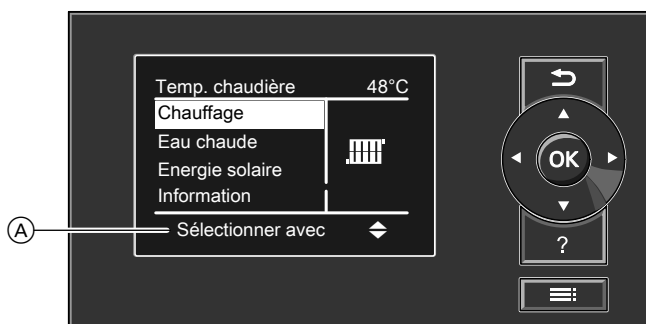 Temp. chaudière 48°C
Chauffage
Eau chaude
Energie solaire
Information
Sélectionner avec
A
OK
?